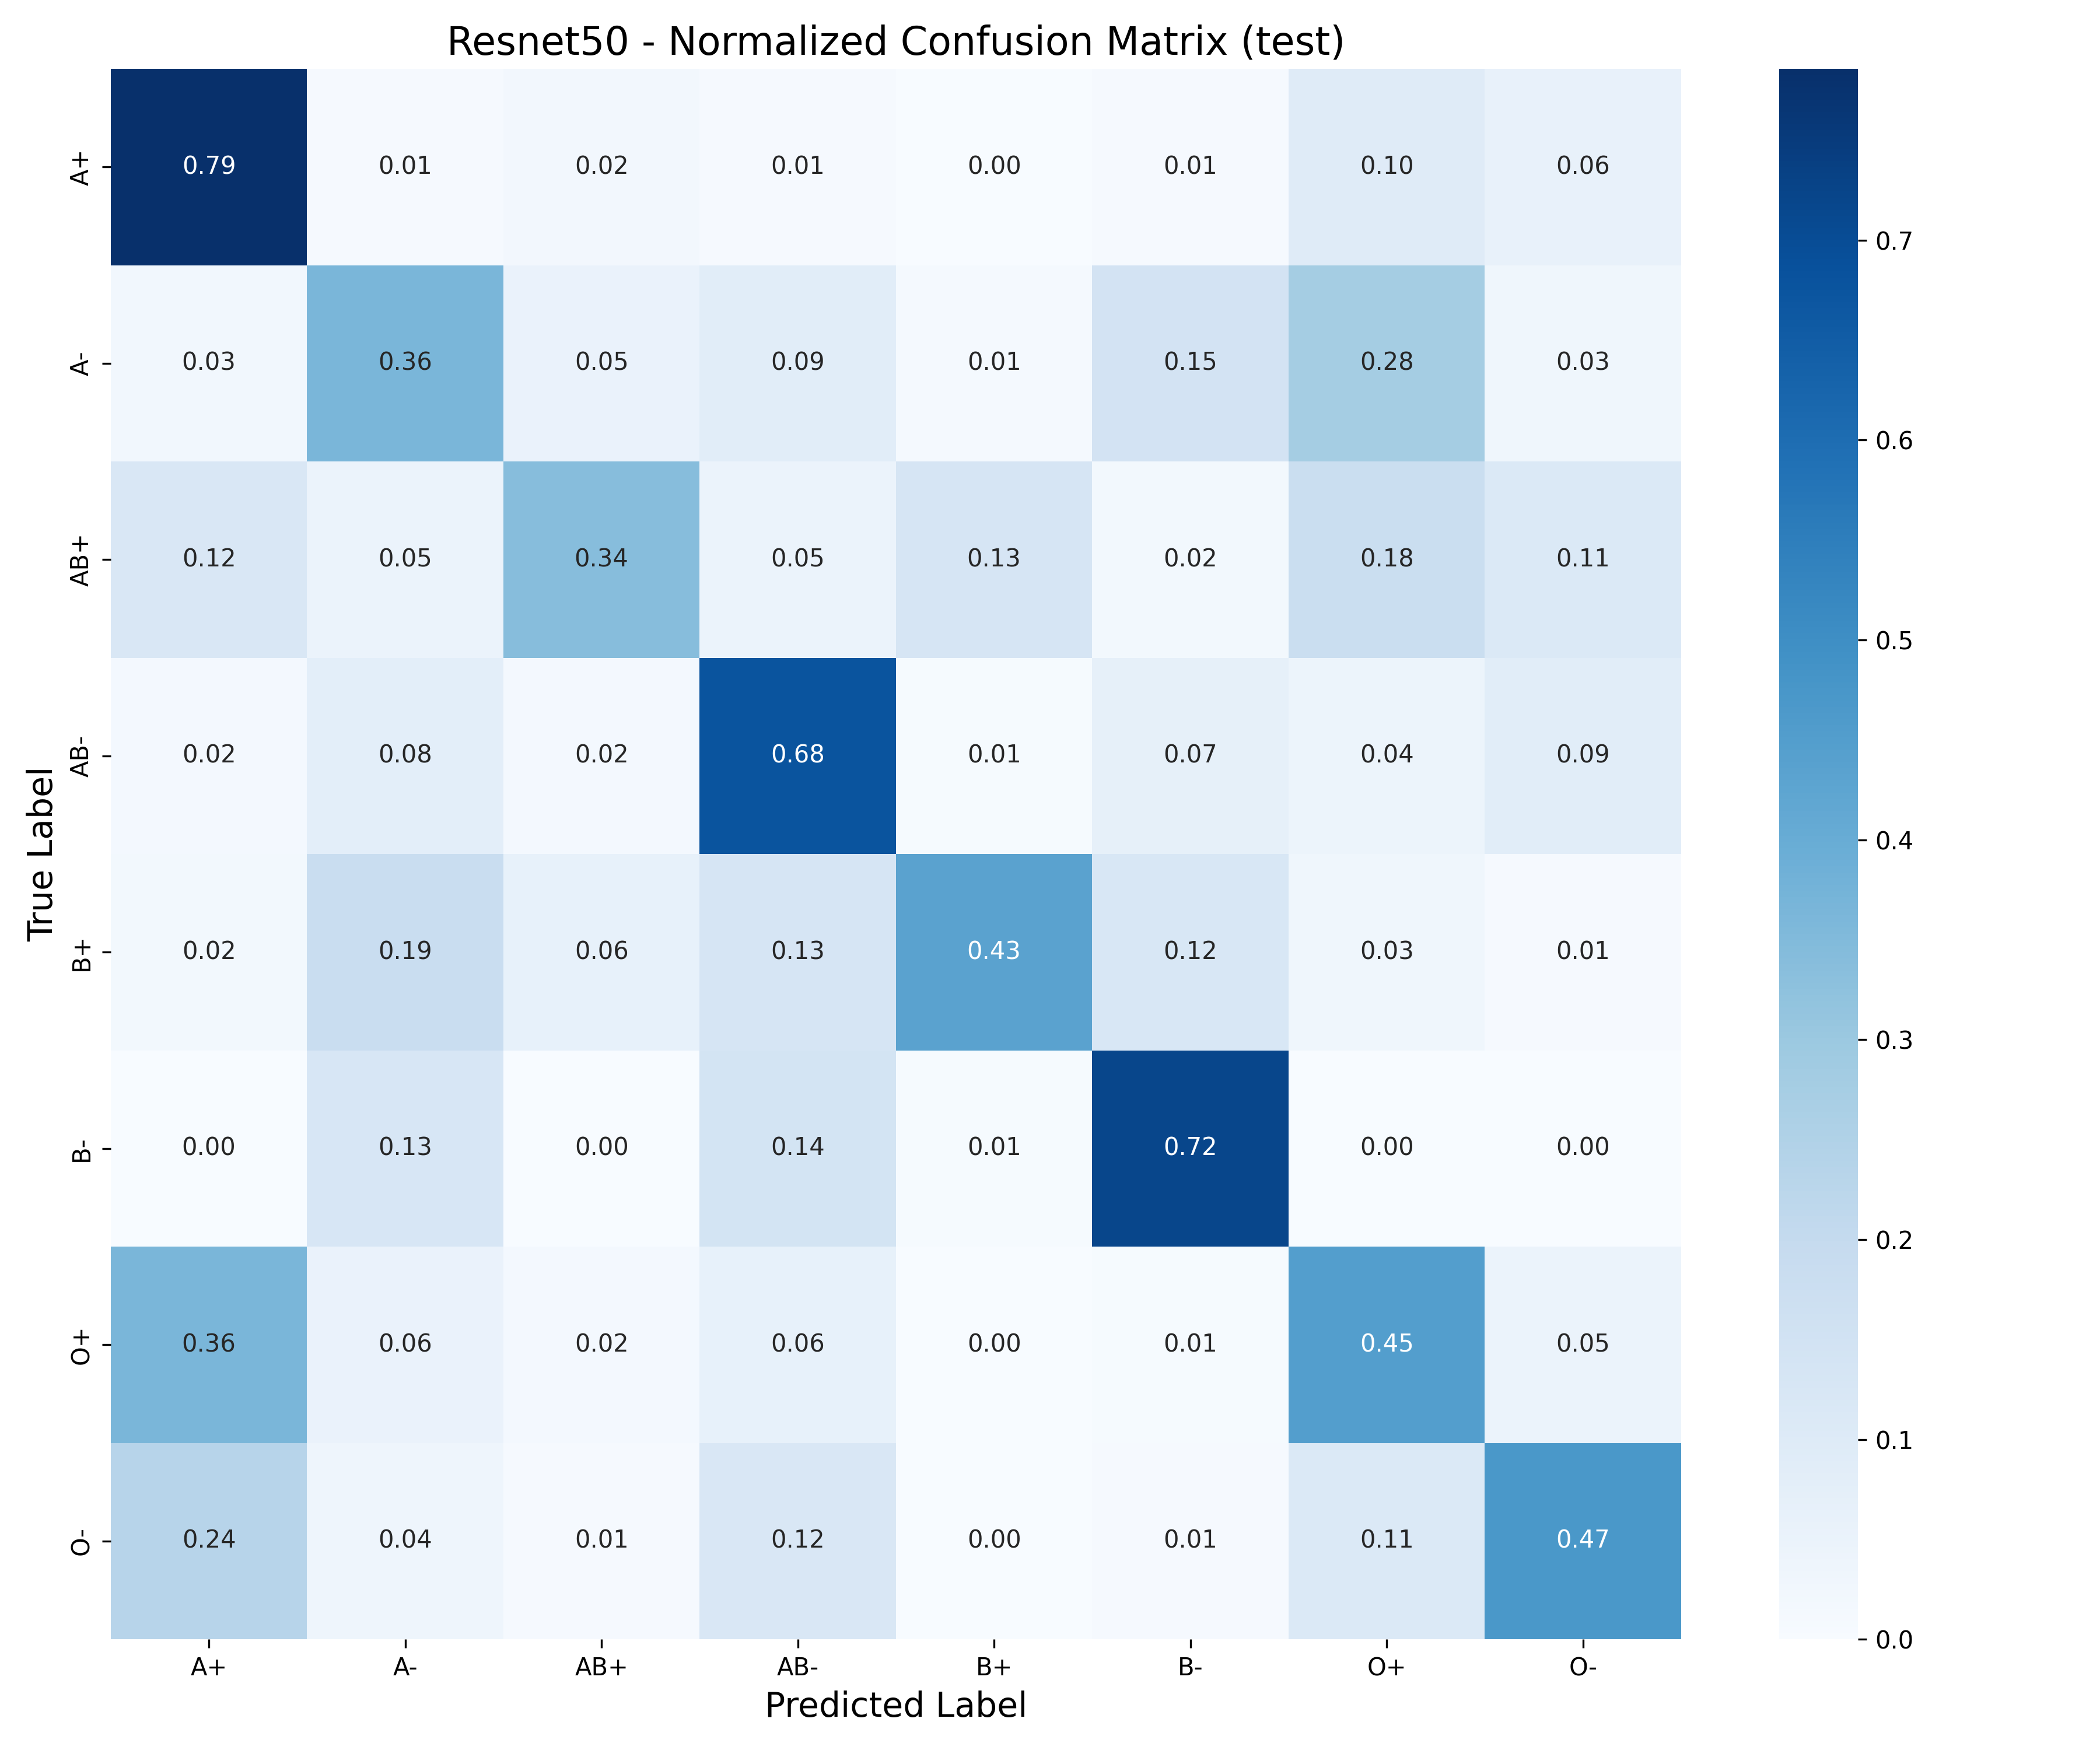 Resnet50 - Normalized Confusion Matrix (test)
A+ 0.79 0.01 0.02 0.01 0.00 0.01 0.10 0.06
A- 0.03 0.36 0.05 0.09 0.01 0.15 0.28 0.03
AB+ 0.12 0.05 0.34 0.05 0.13 0.02 0.18 0.11
AB- 0.02 0.08 0.02 0.68 0.01 0.07 0.04 0.09
B+ 0.02 0.19 0.06 0.13 0.43 0.12 0.03 0.01
B- 0.00 0.13 0.00 0.14 0.01 0.72 0.00 0.00
O+ 0.36 0.06 0.02 0.06 0.00 0.01 0.45 0.05
O- 0.24 0.04 0.01 0.12 0.00 0.01 0.11 0.47
A+ A- AB+ AB- B+ B- O+ O-
Predicted Label
True Label
0.7
0.6
0.5
0.4
0.3
0.2
0.1
0.0